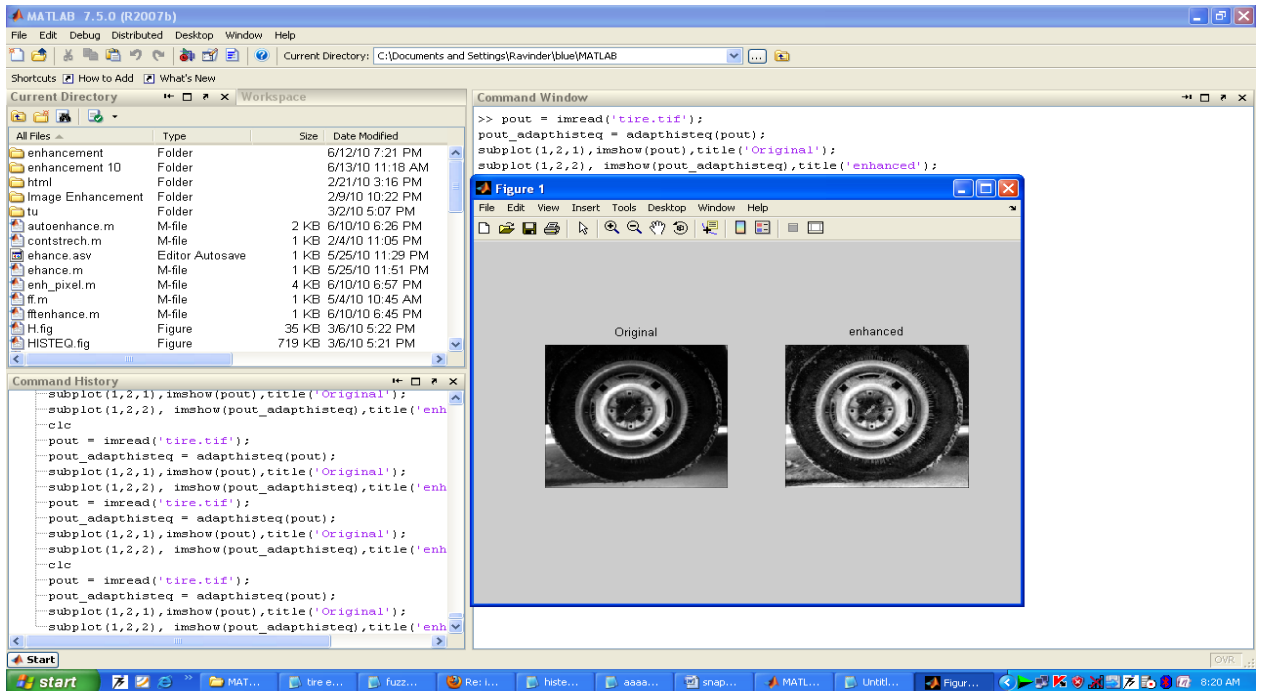 MATLAB 7.5.0 (R2007b)
File Edit Debug Distributed Desktop Window Help
Current Directory: C:\Documents and Settings\Ravinder\blue\MATLAB
Shortcuts How to Add What's New
Current Directory Workspace
All Files Type Size Date Modified
enhancement Folder 6/12/10 7:21 PM
enhancement 10 Folder 6/13/10 11:18 AM
html Folder 2/21/10 3:16 PM
Image Enhancement Folder 2/9/10 10:22 PM
tu Folder 3/2/10 5:07 PM
autoenhance.m M-file 2 KB 6/10/10 6:26 PM
contstrech.m M-file 1 KB 2/4/10 11:05 PM
ehance.asv Editor Autosave 1 KB 5/25/10 11:29 PM
ehance.m M-file 1 KB 5/25/10 11:51 PM
enh_pixel.m M-file 4 KB 6/10/10 6:57 PM
ff.m M-file 1 KB 5/4/10 10:45 AM
fftenhance.m M-file 1 KB 6/10/10 6:45 PM
H.fig Figure 35 KB 3/6/10 5:22 PM
HISTEQ.fig Figure 719 KB 3/6/10 5:21 PM
Command History
subplot(1,2,1),imshow(pout),title('Original');
subplot(1,2,2), imshow(pout_adapthisteq),title('enh
clc
pout = imread('tire.tif');
pout_adapthisteq = adapthisteq(pout);
subplot(1,2,1),imshow(pout),title('Original');
subplot(1,2,2), imshow(pout_adapthisteq),title('enh
pout = imread('tire.tif');
pout_adapthisteq = adapthisteq(pout);
subplot(1,2,1),imshow(pout),title('Original');
subplot(1,2,2), imshow(pout_adapthisteq),title('enh
clc
pout = imread('tire.tif');
pout_adapthisteq = adapthisteq(pout);
subplot(1,2,1),imshow(pout),title('Original');
subplot(1,2,2), imshow(pout_adapthisteq),title('enh
Command Window
>> pout = imread('tire.tif');
pout_adapthisteq = adapthisteq(pout);
subplot(1,2,1),imshow(pout),title('Original');
subplot(1,2,2), imshow(pout_adapthisteq),title('enhanced');
Figure 1
File Edit View Insert Tools Desktop Window Help
Original enhanced
Start OVR
start MAT... tire e... fuzz... Re: i... histe... aaaa... snap... MATL... Untitl... Figur... 8:20 AM